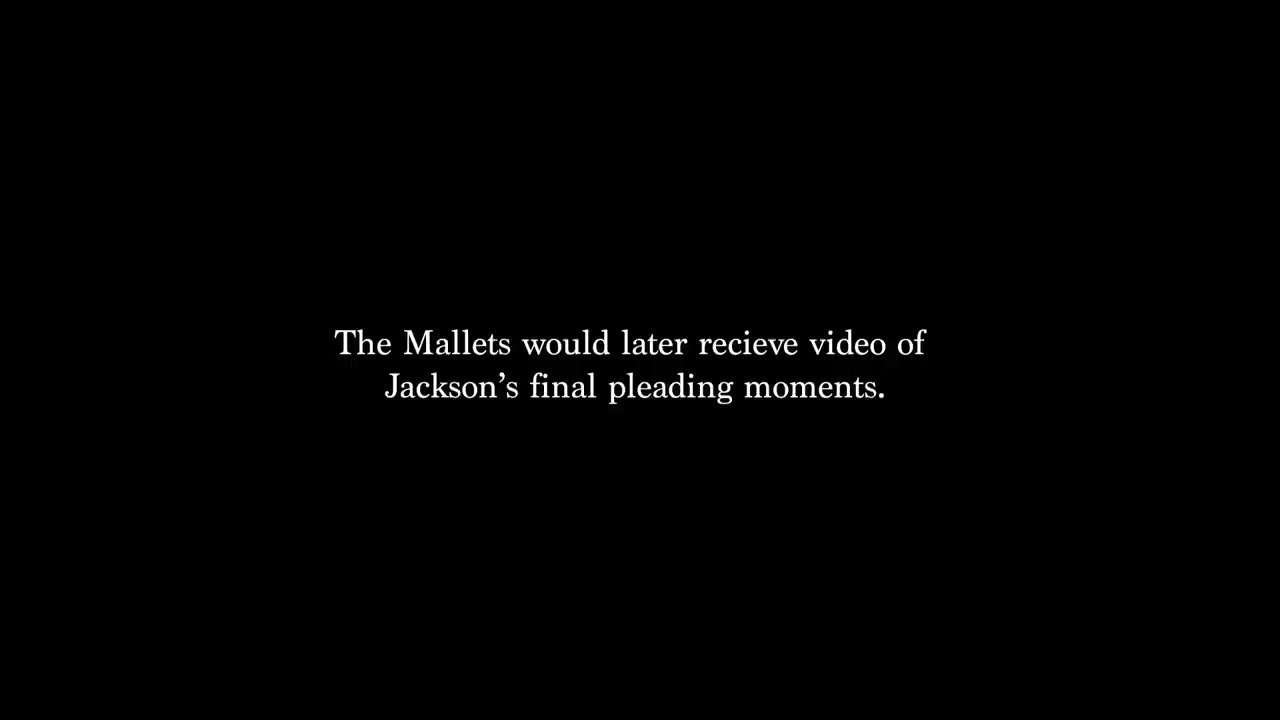 The Mallets would later recieve video of
Jackson’s final pleading moments.